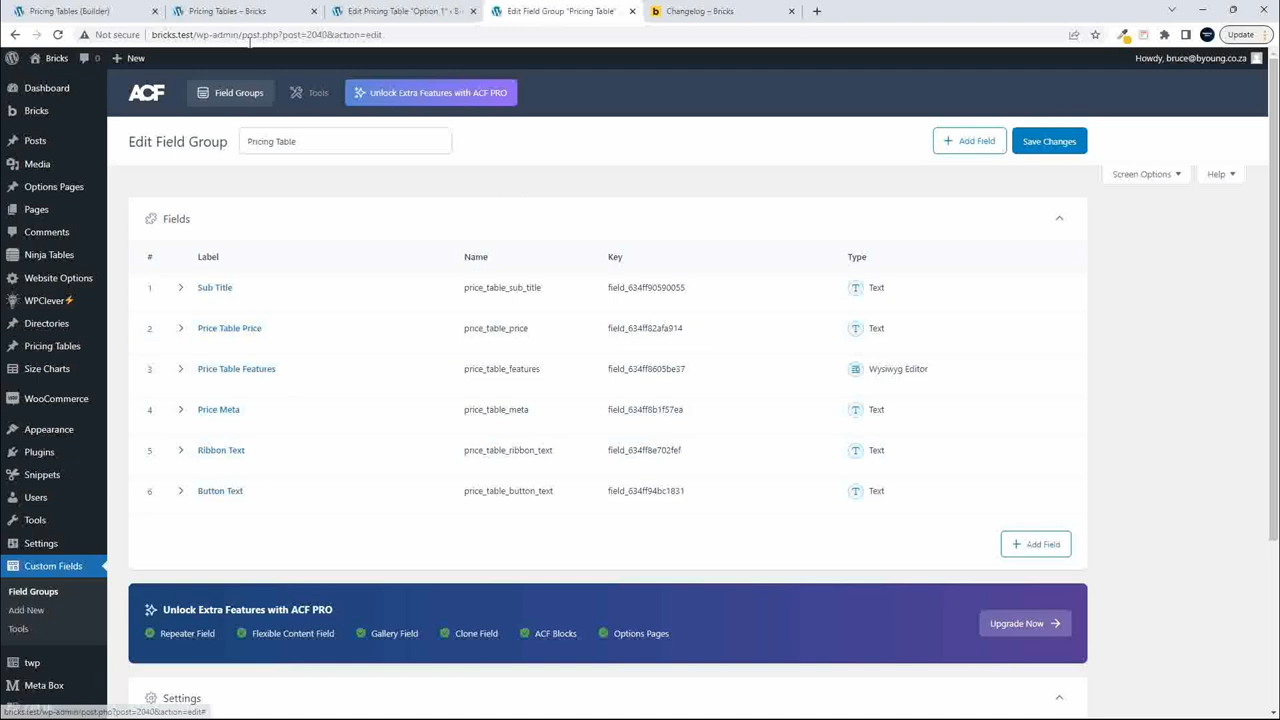 Pricing Tables (Builder)
Pricing Tables – Bricks
Edit Pricing Table "Option 1" ‹ B
Edit Field Group "Pricing Table"
Changelog – Bricks
Not secure
bricks.test/wp-admin/post.php?post=2040&action=edit
Update
Bricks
0
New
Howdy, bruce@byoung.co.za
Dashboard
Bricks
Posts
Media
Options Pages
Pages
Comments
Ninja Tables
Website Options
WPClever⚡
Directories
Pricing Tables
Size Charts
WooCommerce
Appearance
Plugins
Snippets
Users
Tools
Settings
Custom Fields
Field Groups
Add New
Tools
twp
Meta Box
ACF
Field Groups
Tools
Unlock Extra Features with ACF PRO
Edit Field Group
Pricing Table
+ Add Field
Save Changes
Screen Options
Help
Fields
# Label Name Key Type
1 Sub Title price_table_sub_title field_634ff90590055 Text
2 Price Table Price price_table_price field_634ff82afa914 Text
3 Price Table Features price_table_features field_634ff8605be37 Wysiwyg Editor
4 Price Meta price_table_meta field_634ff8b1f57ea Text
5 Ribbon Text price_table_ribbon_text field_634ff8e702fef Text
6 Button Text price_table_button_text field_634ff94bc1831 Text
+ Add Field
Unlock Extra Features with ACF PRO
Repeater Field Flexible Content Field Gallery Field Clone Field ACF Blocks Options Pages
Upgrade Now
Settings
bricks.test/wp-admin/post.php?post=2040&action=edit#